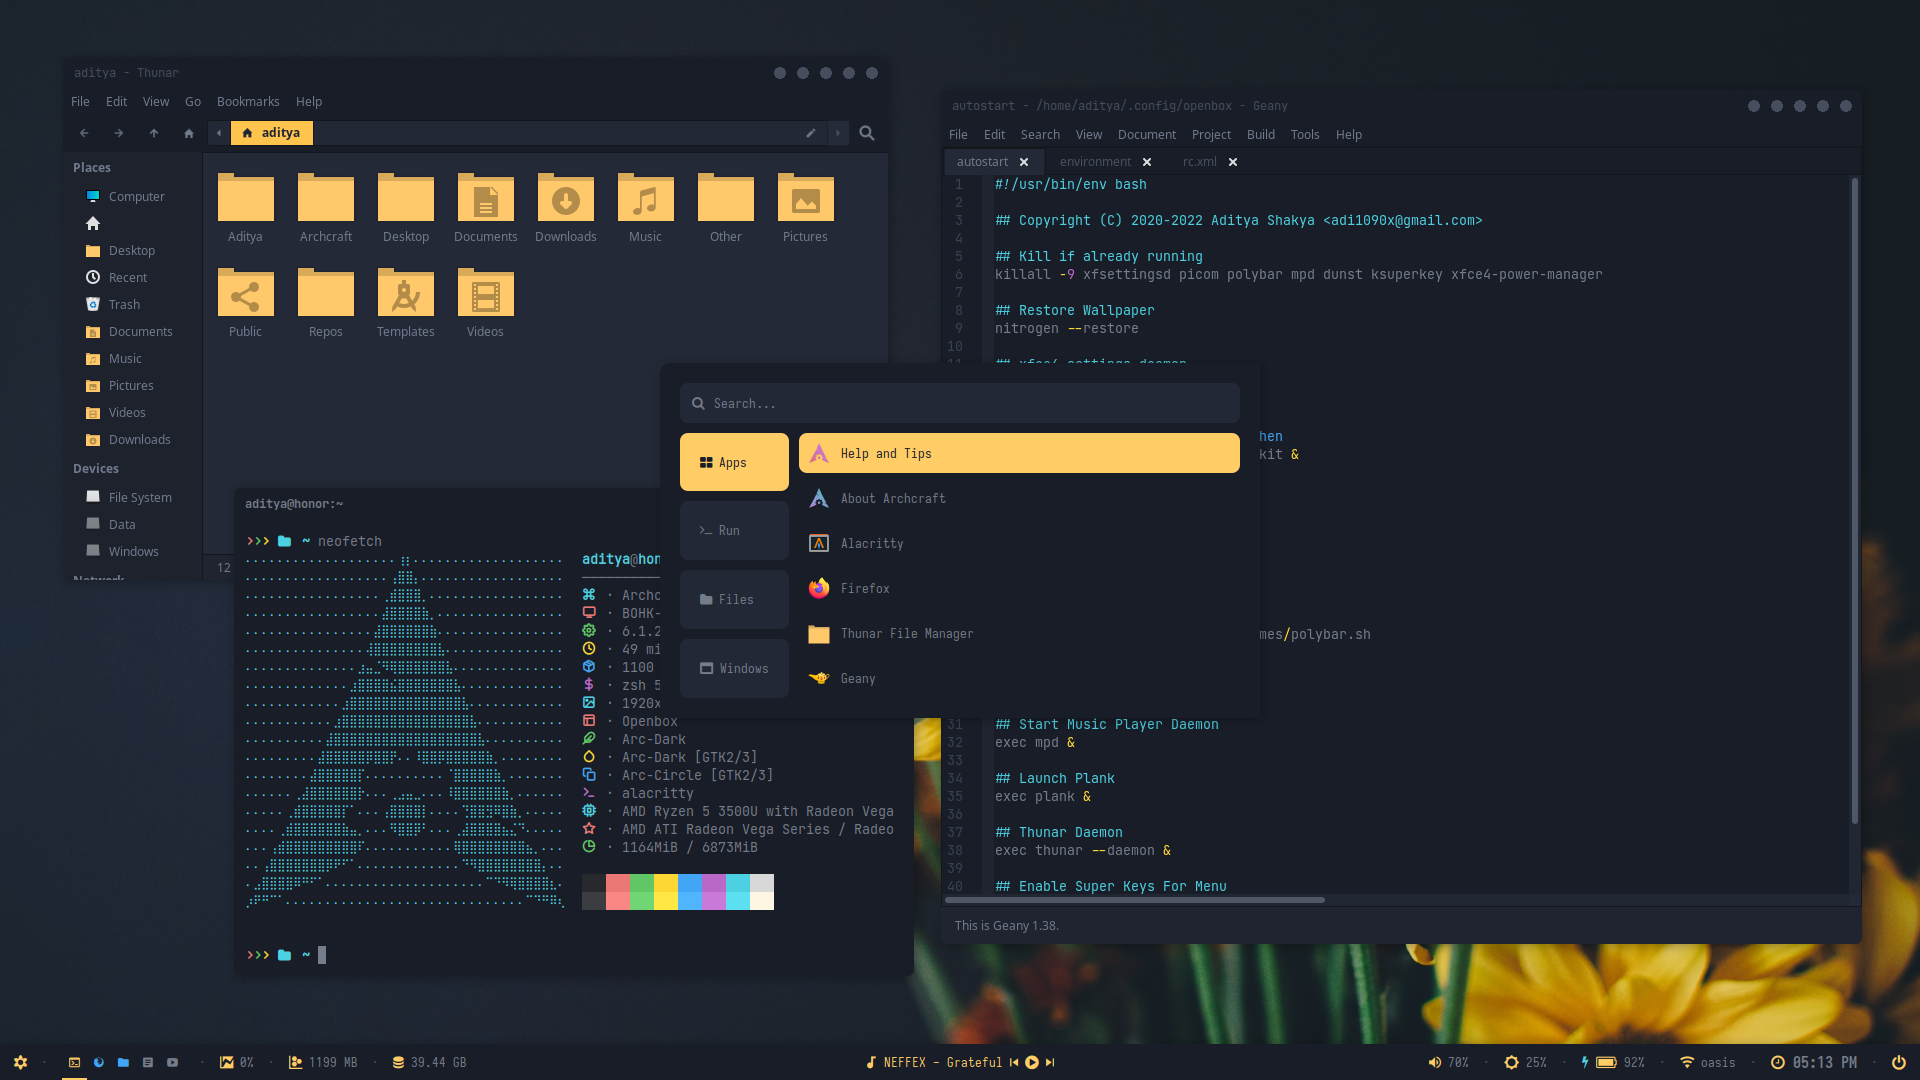 aditya - Thunar
File Edit View Go Bookmarks Help
aditya
Places
Computer
Desktop
Recent
Trash
Documents
Music
Pictures
Videos
Downloads
Devices
File System
Data
Windows
Network
Aditya Archcraft Desktop Documents Downloads Music Other Pictures
Public Repos Templates Videos
12
autostart - /home/aditya/.config/openbox - Geany
File Edit Search View Document Project Build Tools Help
autostart environment rc.xml
1 #!/usr/bin/env bash
2
3 ## Copyright (C) 2020-2022 Aditya Shakya <adi1090x@gmail.com>
4
5 ## Kill if already running
6 killall -9 xfsettingsd picom polybar mpd dunst ksuperkey xfce4-power-manager
7
8 ## Restore Wallpaper
9 nitrogen --restore
10
hen
kit &
mes/polybar.sh
31 ## Start Music Player Daemon
32 exec mpd &
33
34 ## Launch Plank
35 exec plank &
36
37 ## Thunar Daemon
38 exec thunar --daemon &
39
40 ## Enable Super Keys For Menu
This is Geany 1.38.
Search...
Apps
Run
Files
Windows
Help and Tips
About Archcraft
Alacritty
Firefox
Thunar File Manager
Geany
aditya@honor:~
>>> ~ neofetch
aditya@hon
· Archc
· BOHK-
· 6.1.2
· 49 mi
· 1100
· zsh 5
· 1920x
· Openbox
· Arc-Dark
· Arc-Dark [GTK2/3]
· Arc-Circle [GTK2/3]
· alacritty
· AMD Ryzen 5 3500U with Radeon Vega
· AMD ATI Radeon Vega Series / Radeo
· 1164MiB / 6873MiB
>>> ~
0% · 1199 MB · 39.44 GB
NEFFEX - Grateful
70% · 25% · 92% · oasis · 05:13 PM